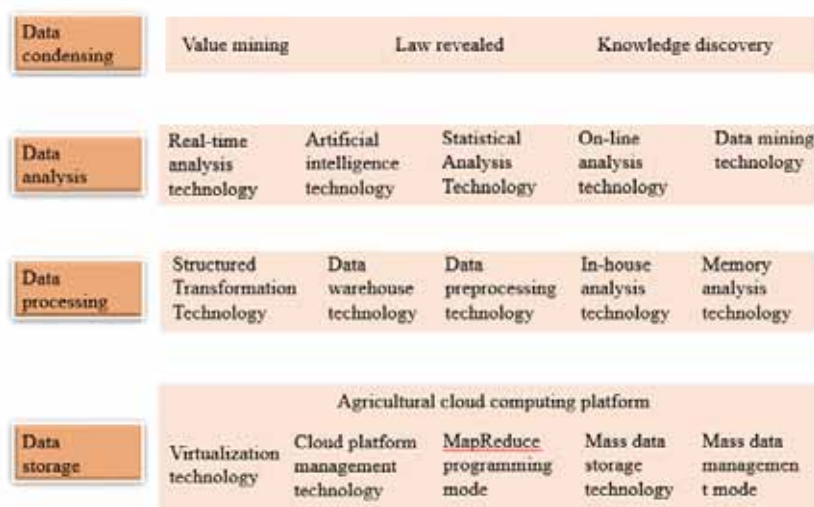 Data
condensing
Value mining
Law revealed
Knowledge discovery
Data
analysis
Real-time
analysis
technology
Artificial
intelligence
technology
Statistical
Analysis
Technology
On-line
analysis
technology
Data mining
technology
Data
processing
Structured
Transformation
Technology
Data
warehouse
technology
Data
preprocessing
technology
In-house
analysis
technology
Memory
analysis
technology
Data
storage
Agricultural cloud computing platform
Virtualization
technology
Cloud platform
management
technology
MapReduce
programming
mode
Mass data
storage
technology
Mass data
managemen
t mode